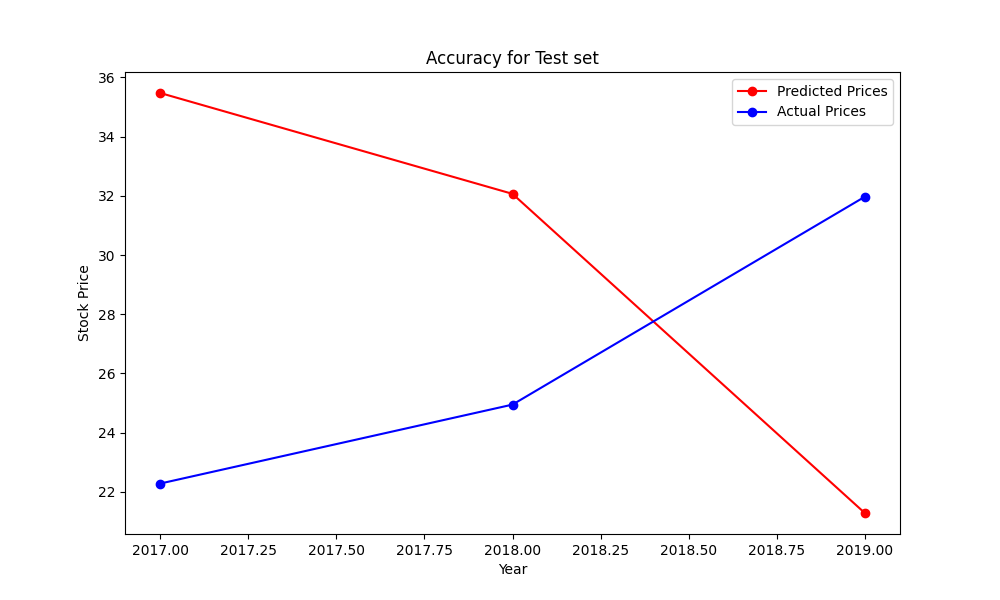 Accuracy for Test set
Predicted Prices
Actual Prices
36
34
32
30
28
26
24
22
Stock Price
2017.00 2017.25 2017.50 2017.75 2018.00 2018.25 2018.50 2018.75 2019.00
Year